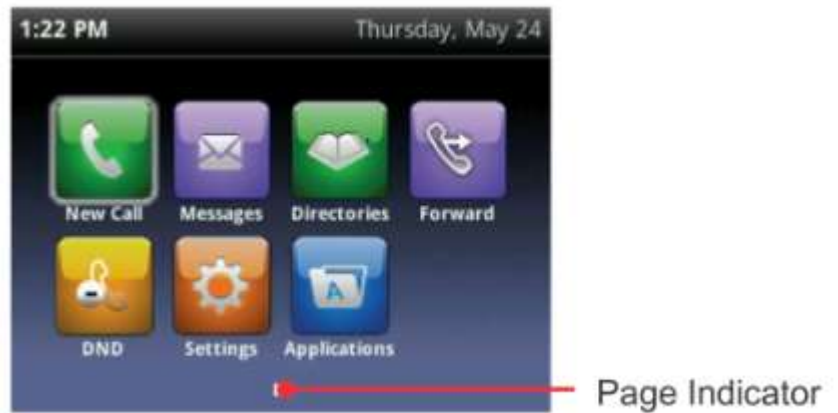 1:22 PM Thursday, May 24
New Call Messages Directories Forward
DND Settings Applications
Page Indicator